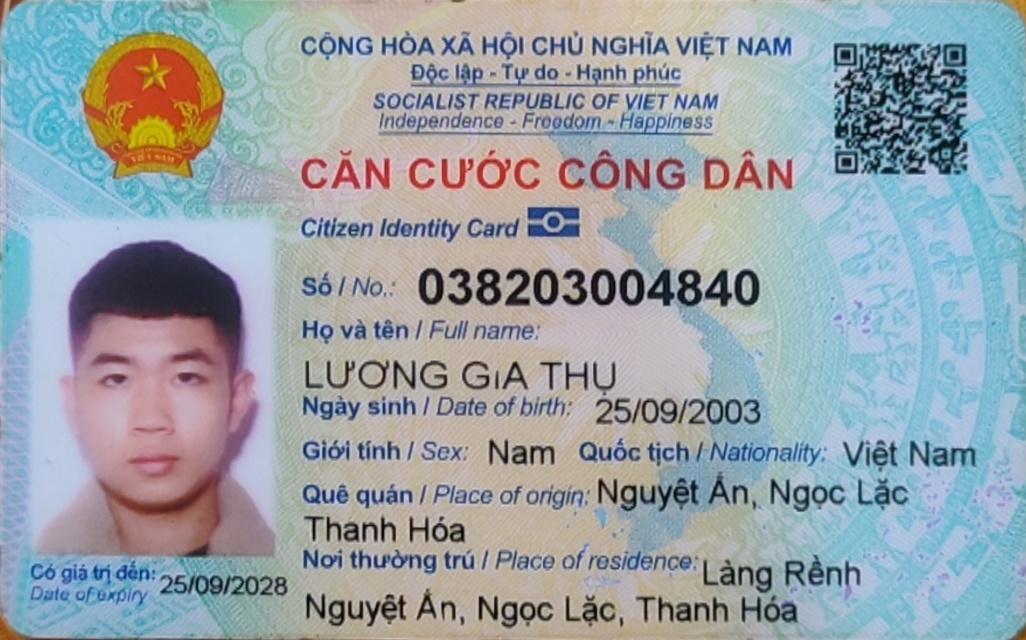 CỘNG HÒA XÃ HỘI CHỦ NGHĨA VIỆT NAM
Độc lập - Tự do - Hạnh phúc
SOCIALIST REPUBLIC OF VIET NAM
Independence - Freedom - Happiness
CĂN CƯỚC CÔNG DÂN
Citizen Identity Card
Số / No.: 038203004840
Họ và tên / Full name:
LƯƠNG GIA THỤ
Ngày sinh / Date of birth: 25/09/2003
Giới tính / Sex: Nam Quốc tịch / Nationality: Việt Nam
Quê quán / Place of origin: Nguyệt Ấn, Ngọc Lặc
Thanh Hóa
Nơi thường trú / Place of residence: Làng Rềnh
Nguyệt Ấn, Ngọc Lặc, Thanh Hóa
Có giá trị đến: 25/09/2028
Date of expiry
VIỆT NAM